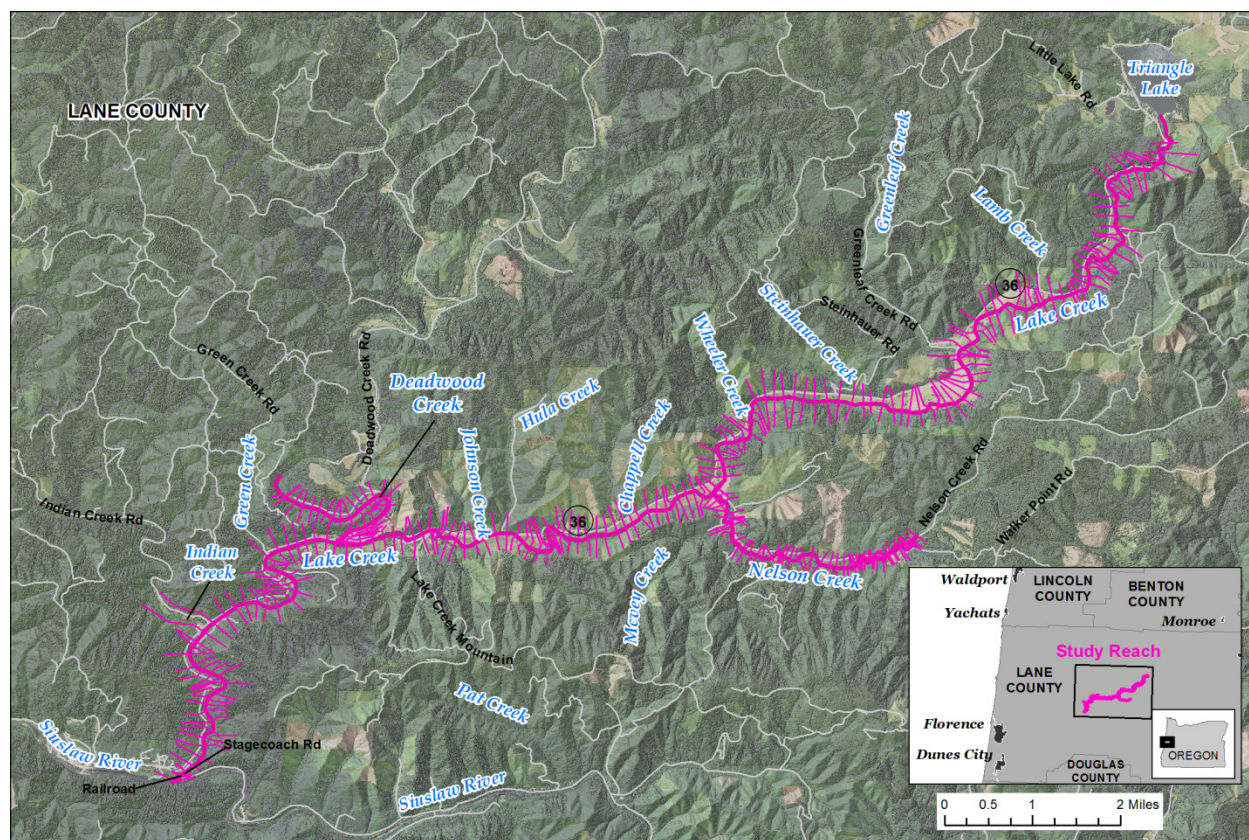 LANE COUNTY
Little Lake Rd
Triangle
Lake
Greenleaf Creek
Lamb Creek
Greenleaf Creek Rd
36
Steinhauer Rd
Lake Creek
Steinhauer Creek
Wheeler Creek
Green Creek Rd
Deadwood Creek Rd
Deadwood
Creek
Hula Creek
Johnson Creek
Chappell Creek
Nelson Creek Rd
Walker Point Rd
Green Creek
Indian Creek Rd
36
Indian
Creek
Lake Creek
Nelson Creek
Mcvey Creek
Lake Creek Mountain
Pat Creek
Siuslaw River
Stagecoach Rd
Railroad
Siuslaw River
Waldport
LINCOLN
COUNTY
BENTON
COUNTY
Yachats
Monroe
Study Reach
LANE
COUNTY
Florence
Dunes City
DOUGLAS
COUNTY
OREGON
0 0.5 1 2 Miles